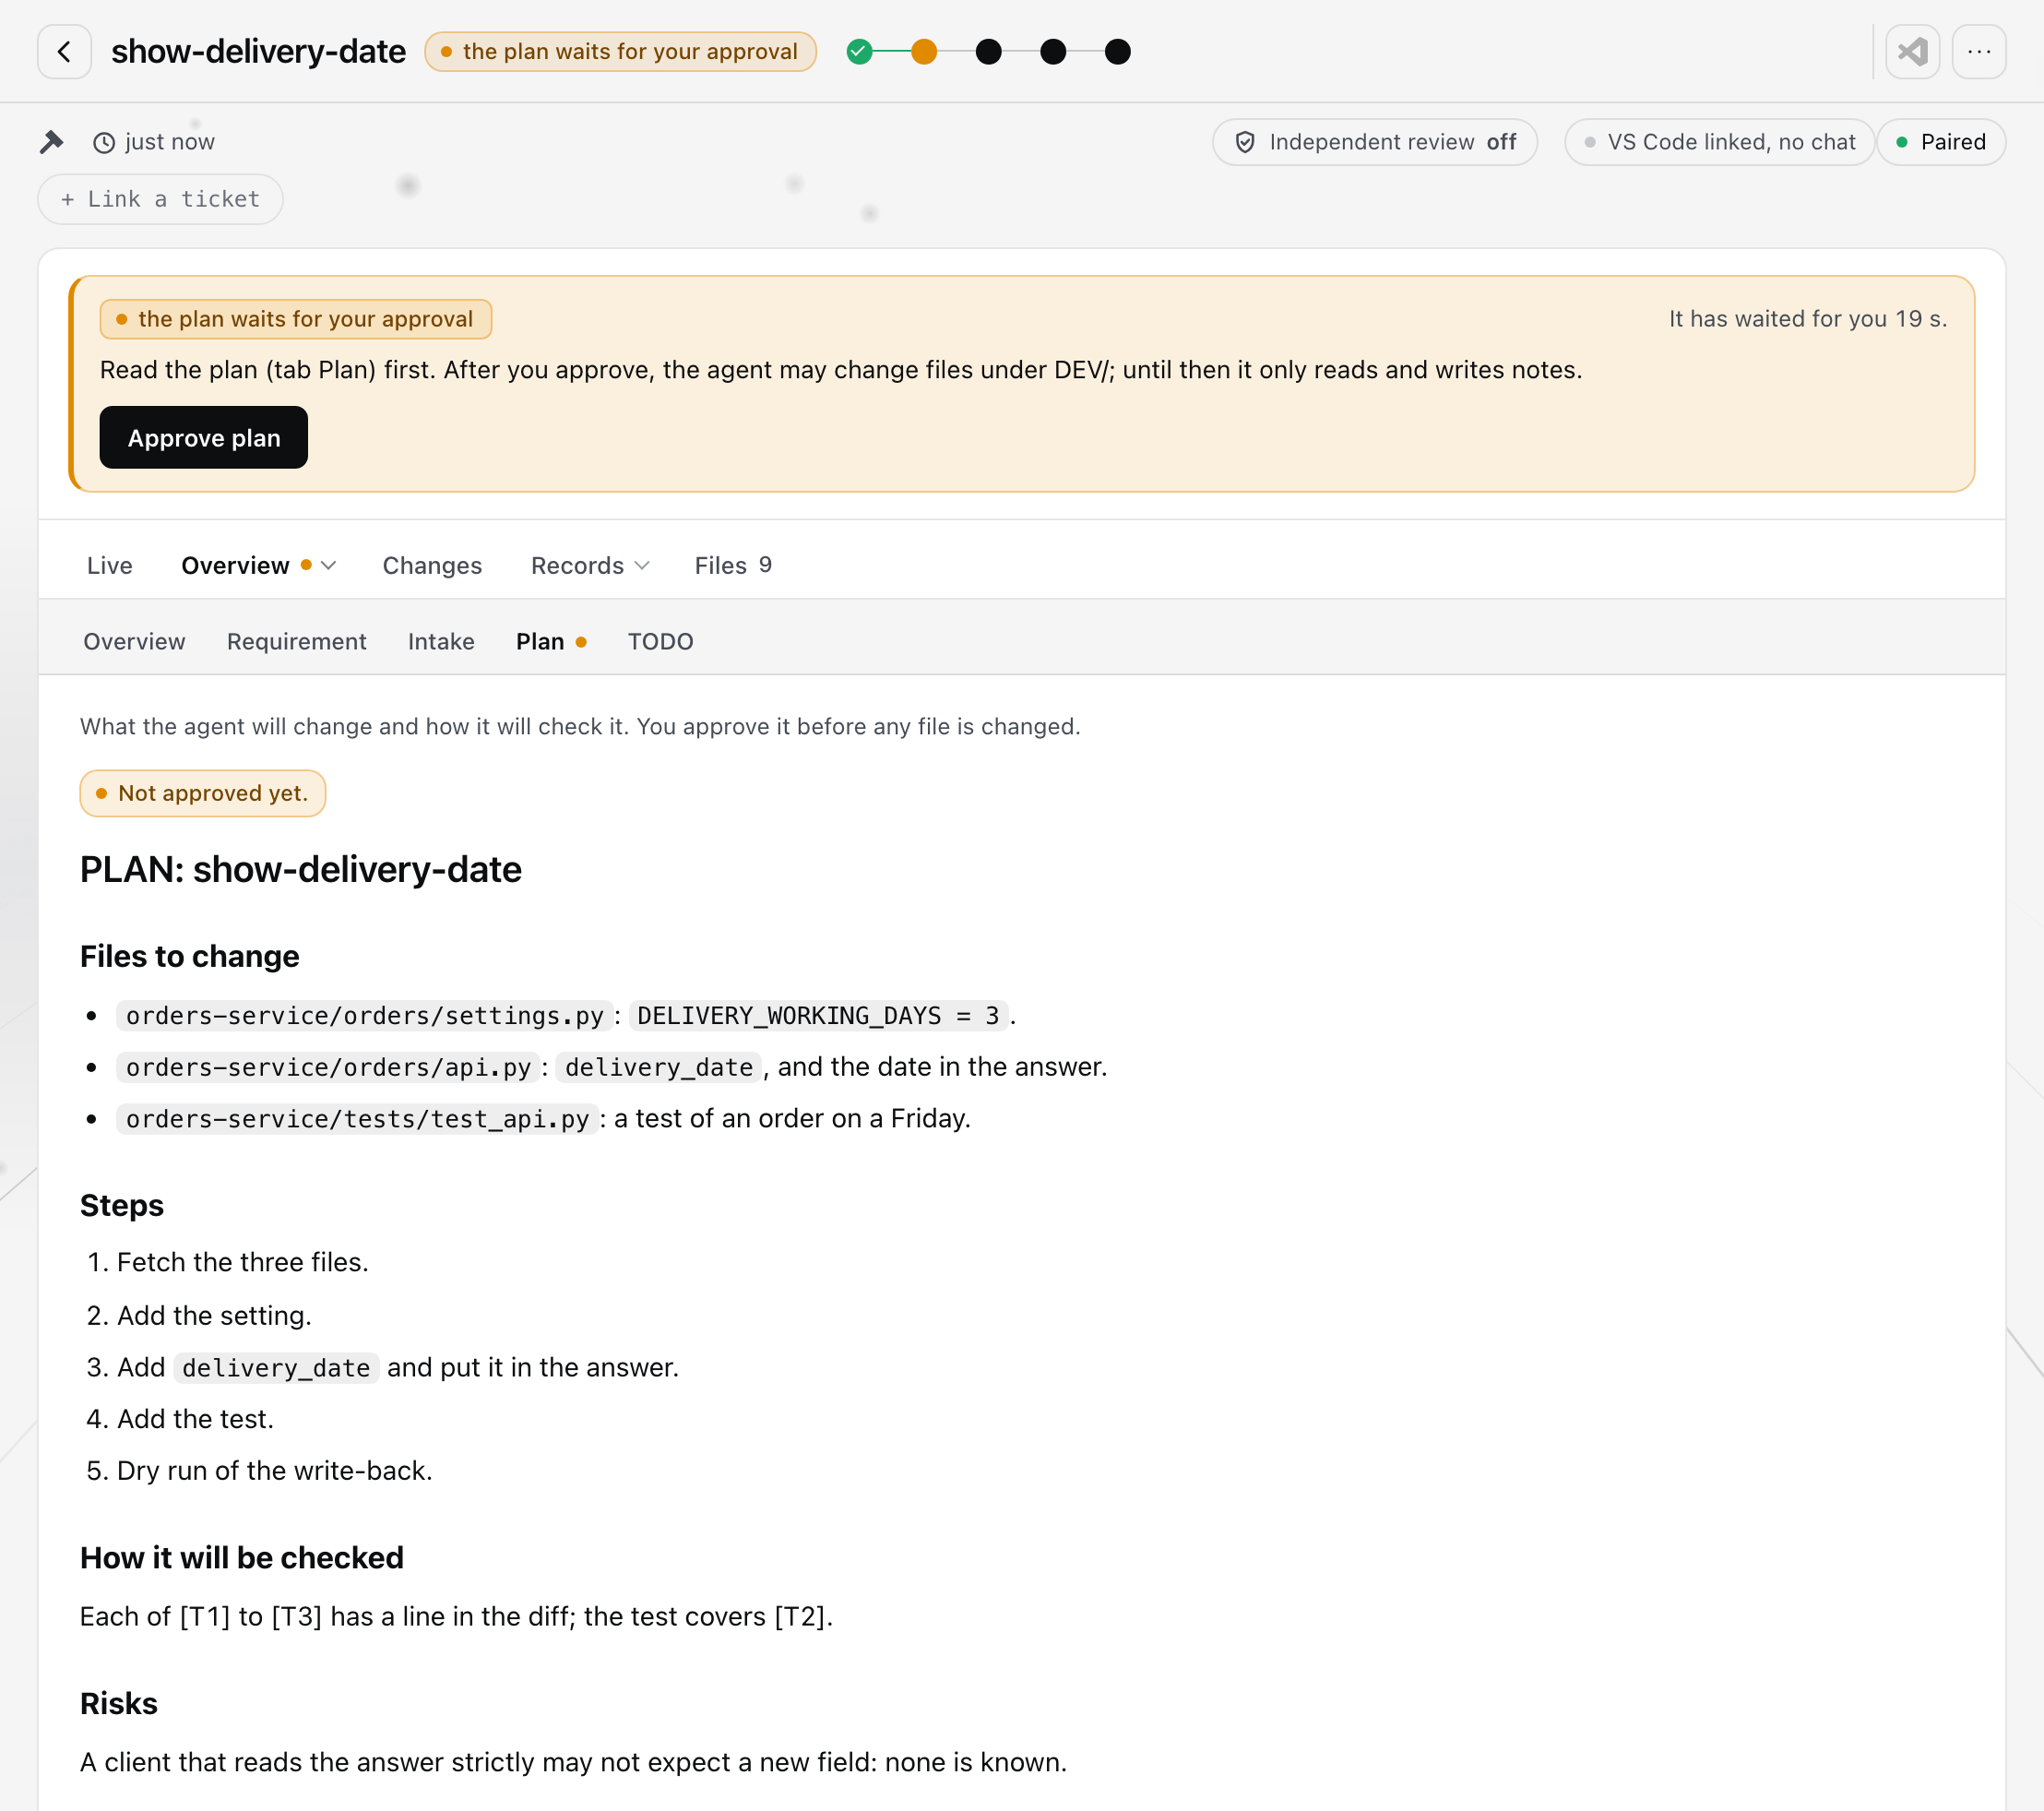 show-delivery-date
the plan waits for your approval
just now
Independent review off
VS Code linked, no chat
Paired
+ Link a ticket
the plan waits for your approval
It has waited for you 19 s.
Read the plan (tab Plan) first. After you approve, the agent may change files under DEV/; until then it only reads and writes notes.
Approve plan
Live
Overview
Changes
Records
Files 9
Overview
Requirement
Intake
Plan
TODO
What the agent will change and how it will check it. You approve it before any file is changed.
Not approved yet.
PLAN: show-delivery-date
Files to change
• orders-service/orders/settings.py: DELIVERY_WORKING_DAYS = 3.
• orders-service/orders/api.py: delivery_date, and the date in the answer.
• orders-service/tests/test_api.py: a test of an order on a Friday.
Steps
1. Fetch the three files.
2. Add the setting.
3. Add delivery_date and put it in the answer.
4. Add the test.
5. Dry run of the write-back.
How it will be checked
Each of [T1] to [T3] has a line in the diff; the test covers [T2].
Risks
A client that reads the answer strictly may not expect a new field: none is known.